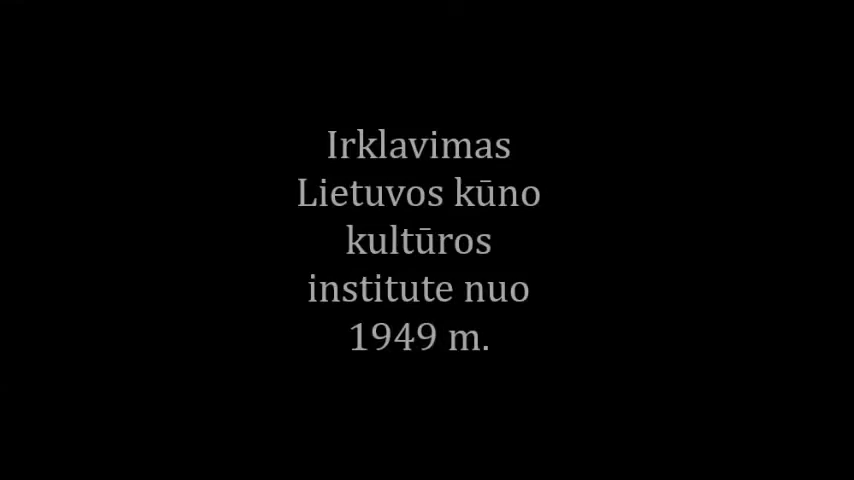 Irklavimas
Lietuvos kūno
kultūros
institute nuo
1949 m.